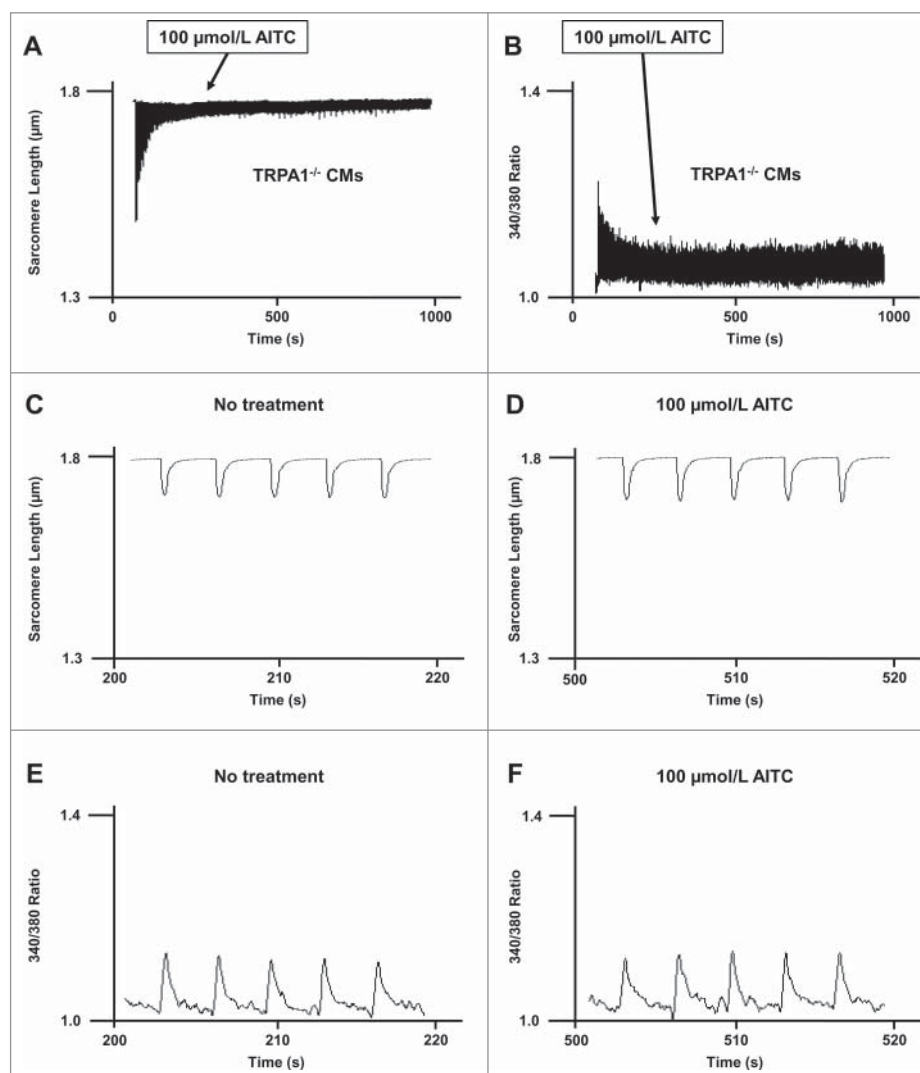 A
100 µmol/L AITC
1.8
Sarcomere Length (µm)
TRPA1-/- CMs
1.3
0
500
1000
Time (s)
B
100 µmol/L AITC
1.4
340/380 Ratio
TRPA1-/- CMs
1.0
0
500
1000
Time (s)
C
No treatment
1.8
Sarcomere Length (µm)
1.3
200
210
220
Time (s)
D
100 µmol/L AITC
1.8
Sarcomere Length (µm)
1.3
500
510
520
Time (s)
E
No treatment
1.4
340/380 Ratio
1.0
200
210
220
Time (s)
F
100 µmol/L AITC
1.4
340/380 Ratio
1.0
500
510
520
Time (s)